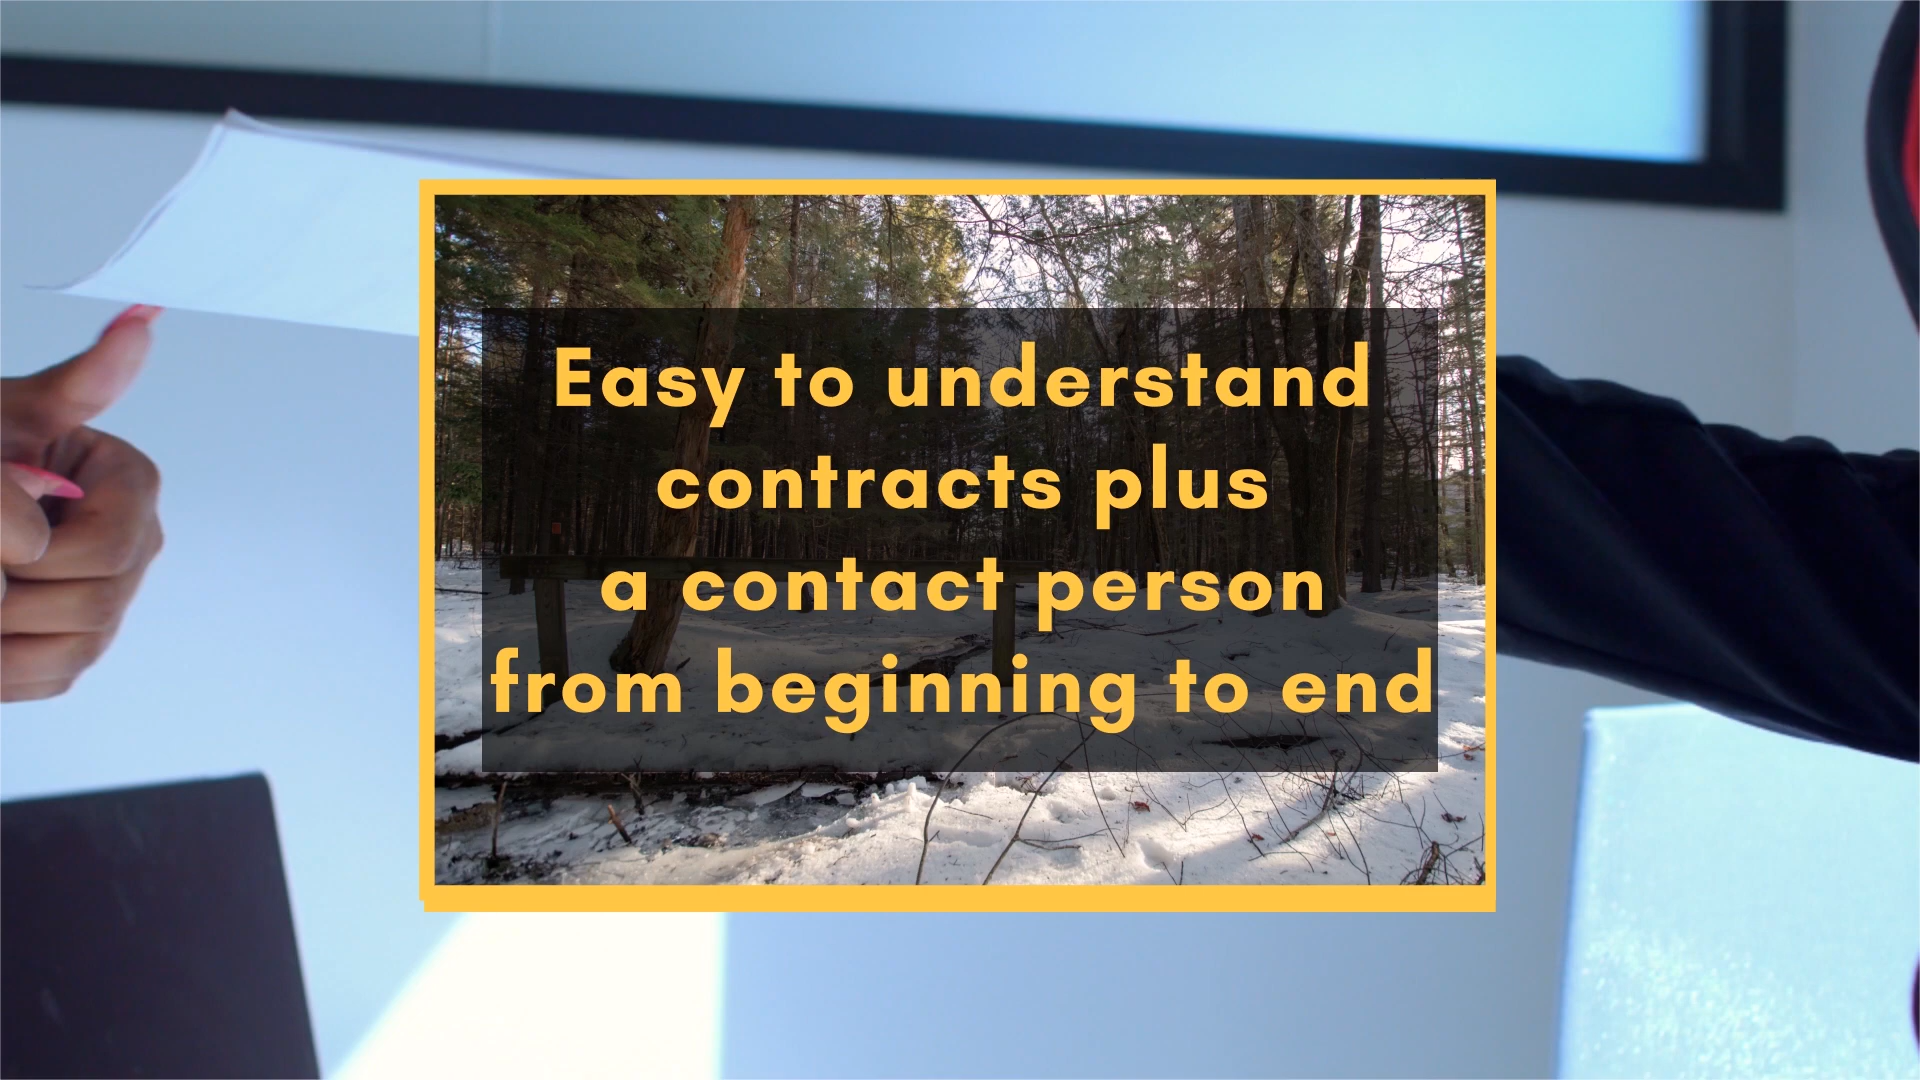 Easy to understand
contracts plus
a contact person
from beginning to end